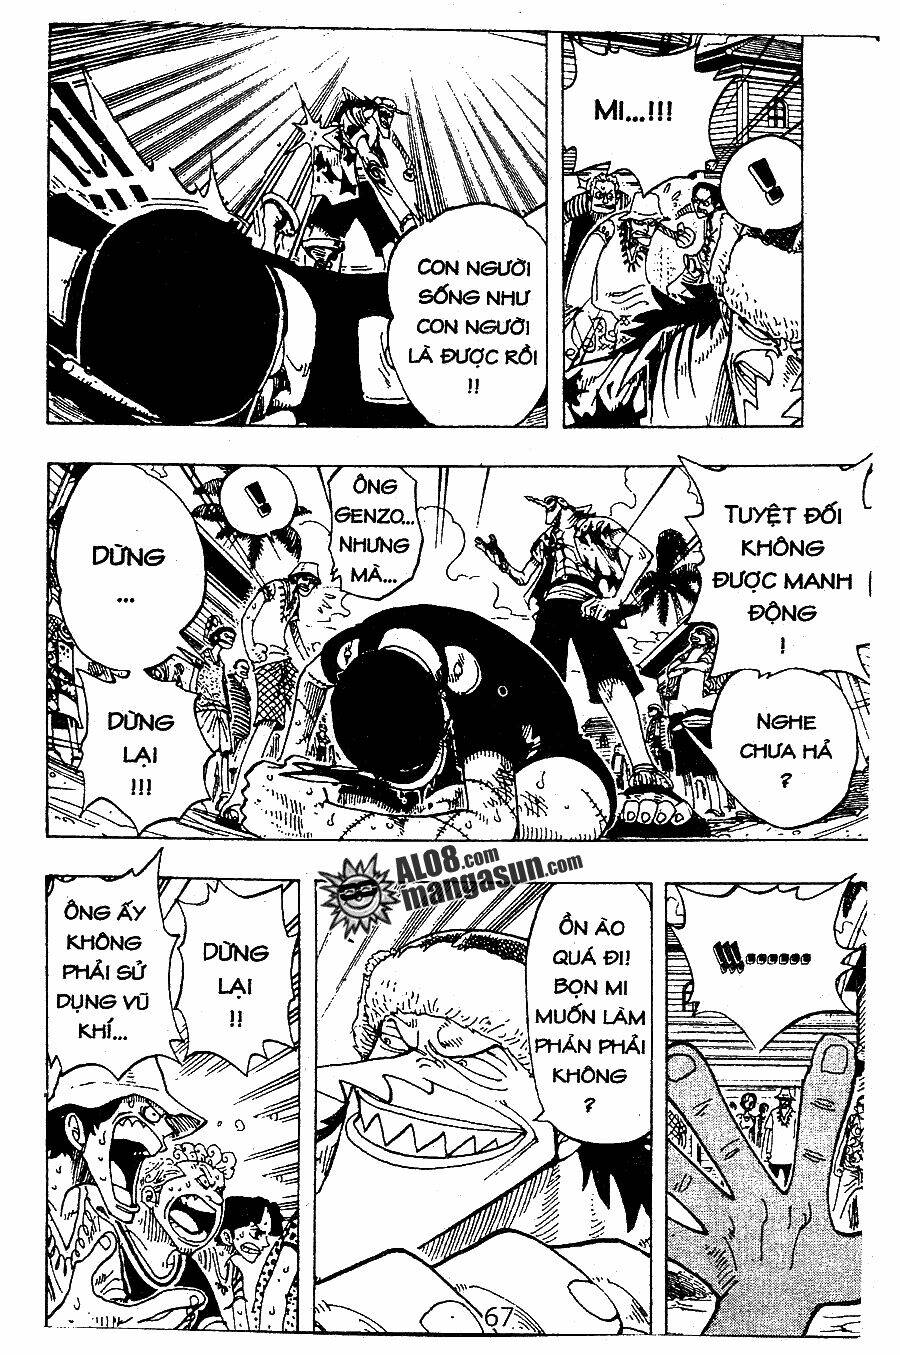 MI...!!!
!
CON NGƯỜI
SỐNG NHƯ
CON NGƯỜI
LÀ ĐƯỢC RỒI
!!
TUYỆT ĐỐI
KHÔNG
ĐƯỢC MANH
ĐỘNG
!
NGHE
CHƯA HẢ
?
ÔNG
GENZO...
NHƯNG
MÀ...
!
DỪNG
...
DỪNG
LẠI
!!!
!!!.......
ỒN ÀO
QUÁ ĐI!
BỌN MI
MUỐN LÀM
PHẢN PHẢI
KHÔNG
?
DỪNG
LẠI
!!
ÔNG ẤY
KHÔNG
PHẢI SỬ
DỤNG VŨ
KHÍ...
ALO8.com
mangasun.com
67